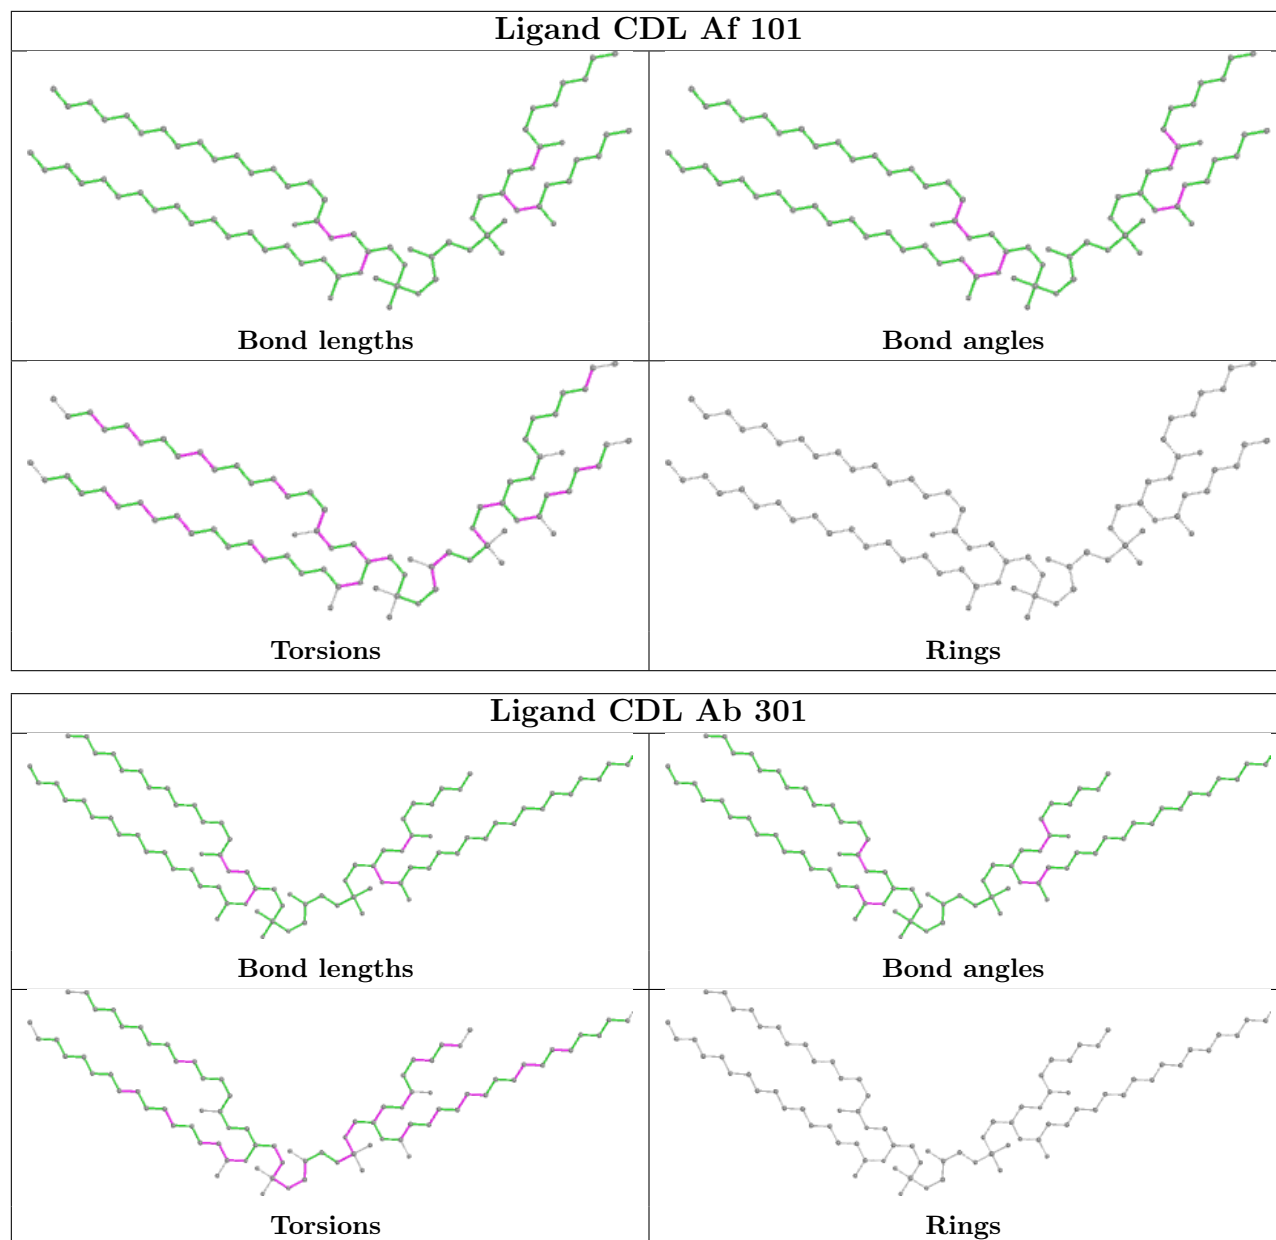 Ligand CDL Af 101
Bond lengths
Bond angles
Torsions
Rings
Ligand CDL Ab 301
Bond lengths
Bond angles
Torsions
Rings